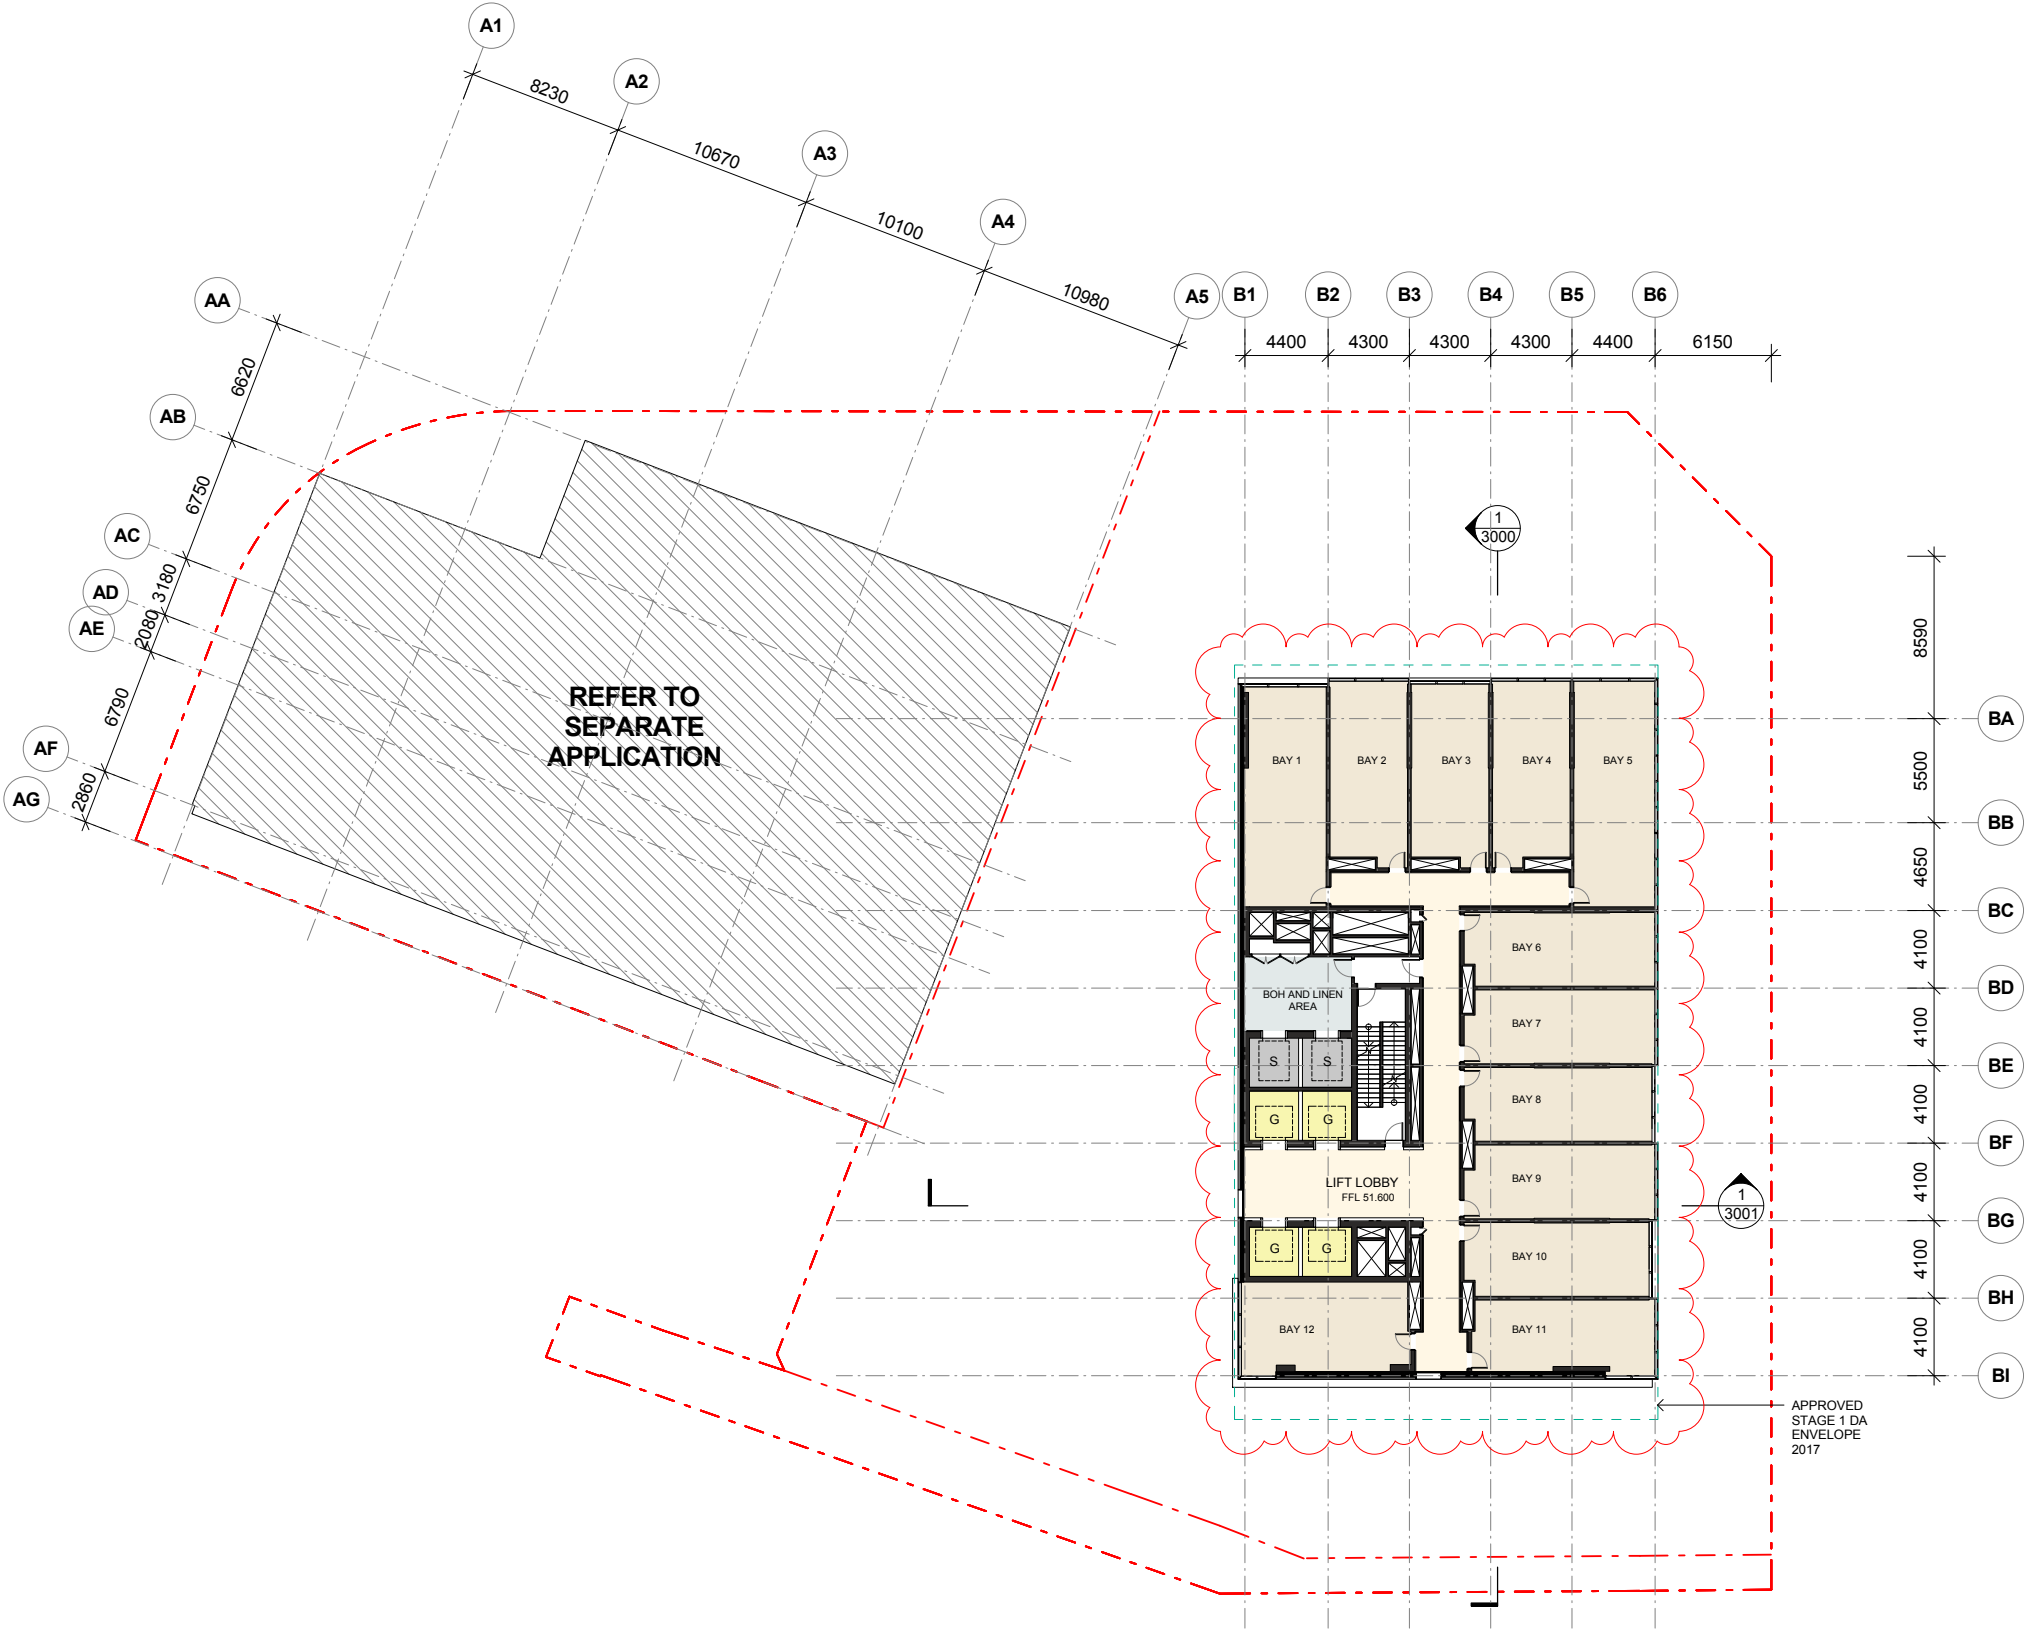 A1
A2
A3
A4
A5
B1
B2
B3
B4
B5
B6
8230
10670
10100
10980
4400
4300
4300
4300
4400
6150
AA
AB
AC
AD
AE
AF
AG
6620
6750
3180
2080
6790
2860
REFER TO
SEPARATE
APPLICATION
1
3000
8590
BA
5500
BB
4650
BC
4100
BD
4100
BE
4100
BF
4100
BG
4100
BH
4100
BI
BAY 1
BAY 2
BAY 3
BAY 4
BAY 5
BAY 6
BOH AND LINEN
AREA
BAY 7
S
S
BAY 8
G
G
BAY 9
LIFT LOBBY
FFL 51.600
1
3001
G
G
BAY 10
BAY 12
BAY 11
APPROVED
STAGE 1 DA
ENVELOPE
2017